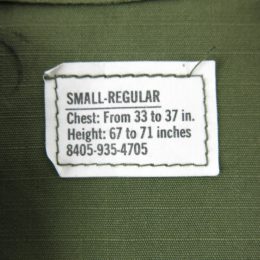 SMALL-REGULAR
Chest: From 33 to 37 in.
Height: 67 to 71 inches
8405-935-4705